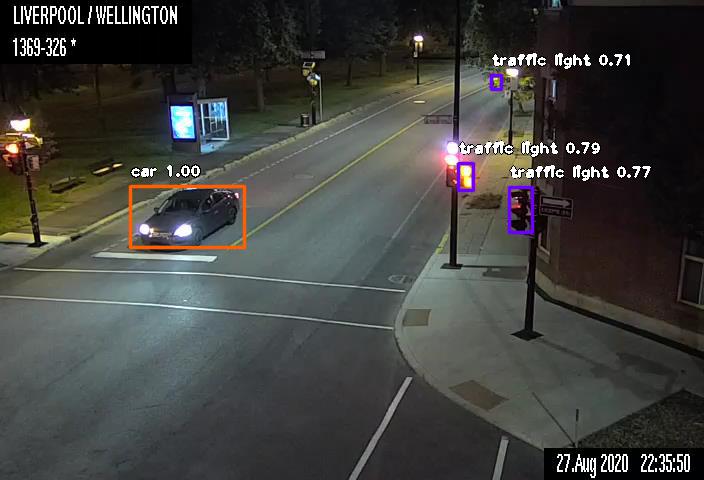 LIVERPOOL / WELLINGTON
1369-326 *
traffic light 0.71
traffic light 0.79
car 1.00
traffic light 0.77
27.Aug 2020 22:35:50